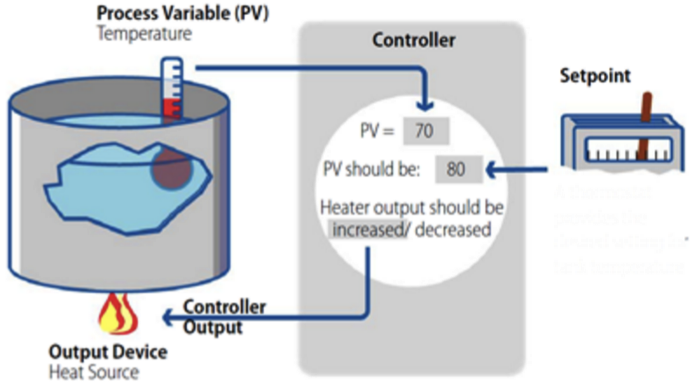 Process Variable (PV)
Temperature
Controller
Setpoint
PV = 70
PV should be: 80
Heater output should be
increased/ decreased
Controller
Output
Output Device
Heat Source